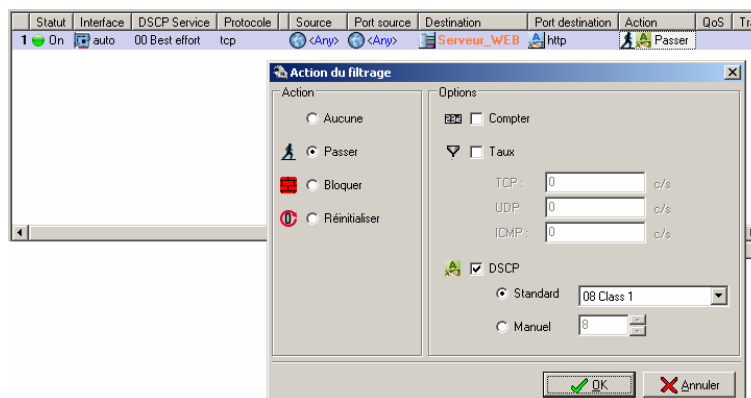 Statut Interface DSCP Service Protocole Source Port source Destination Port destination Action QoS
1 On auto 00 Best effort tcp <Any> <Any> Serveur_WEB http Passer
Action du filtrage
Action
Aucune
Passer
Bloquer
Réinitialiser
Options
Compter
Taux
TCP : 0 c/s
UDP 0 c/s
ICMP : 0 c/s
DSCP
Standard 08 Class 1
Manuel 8
OK Annuler